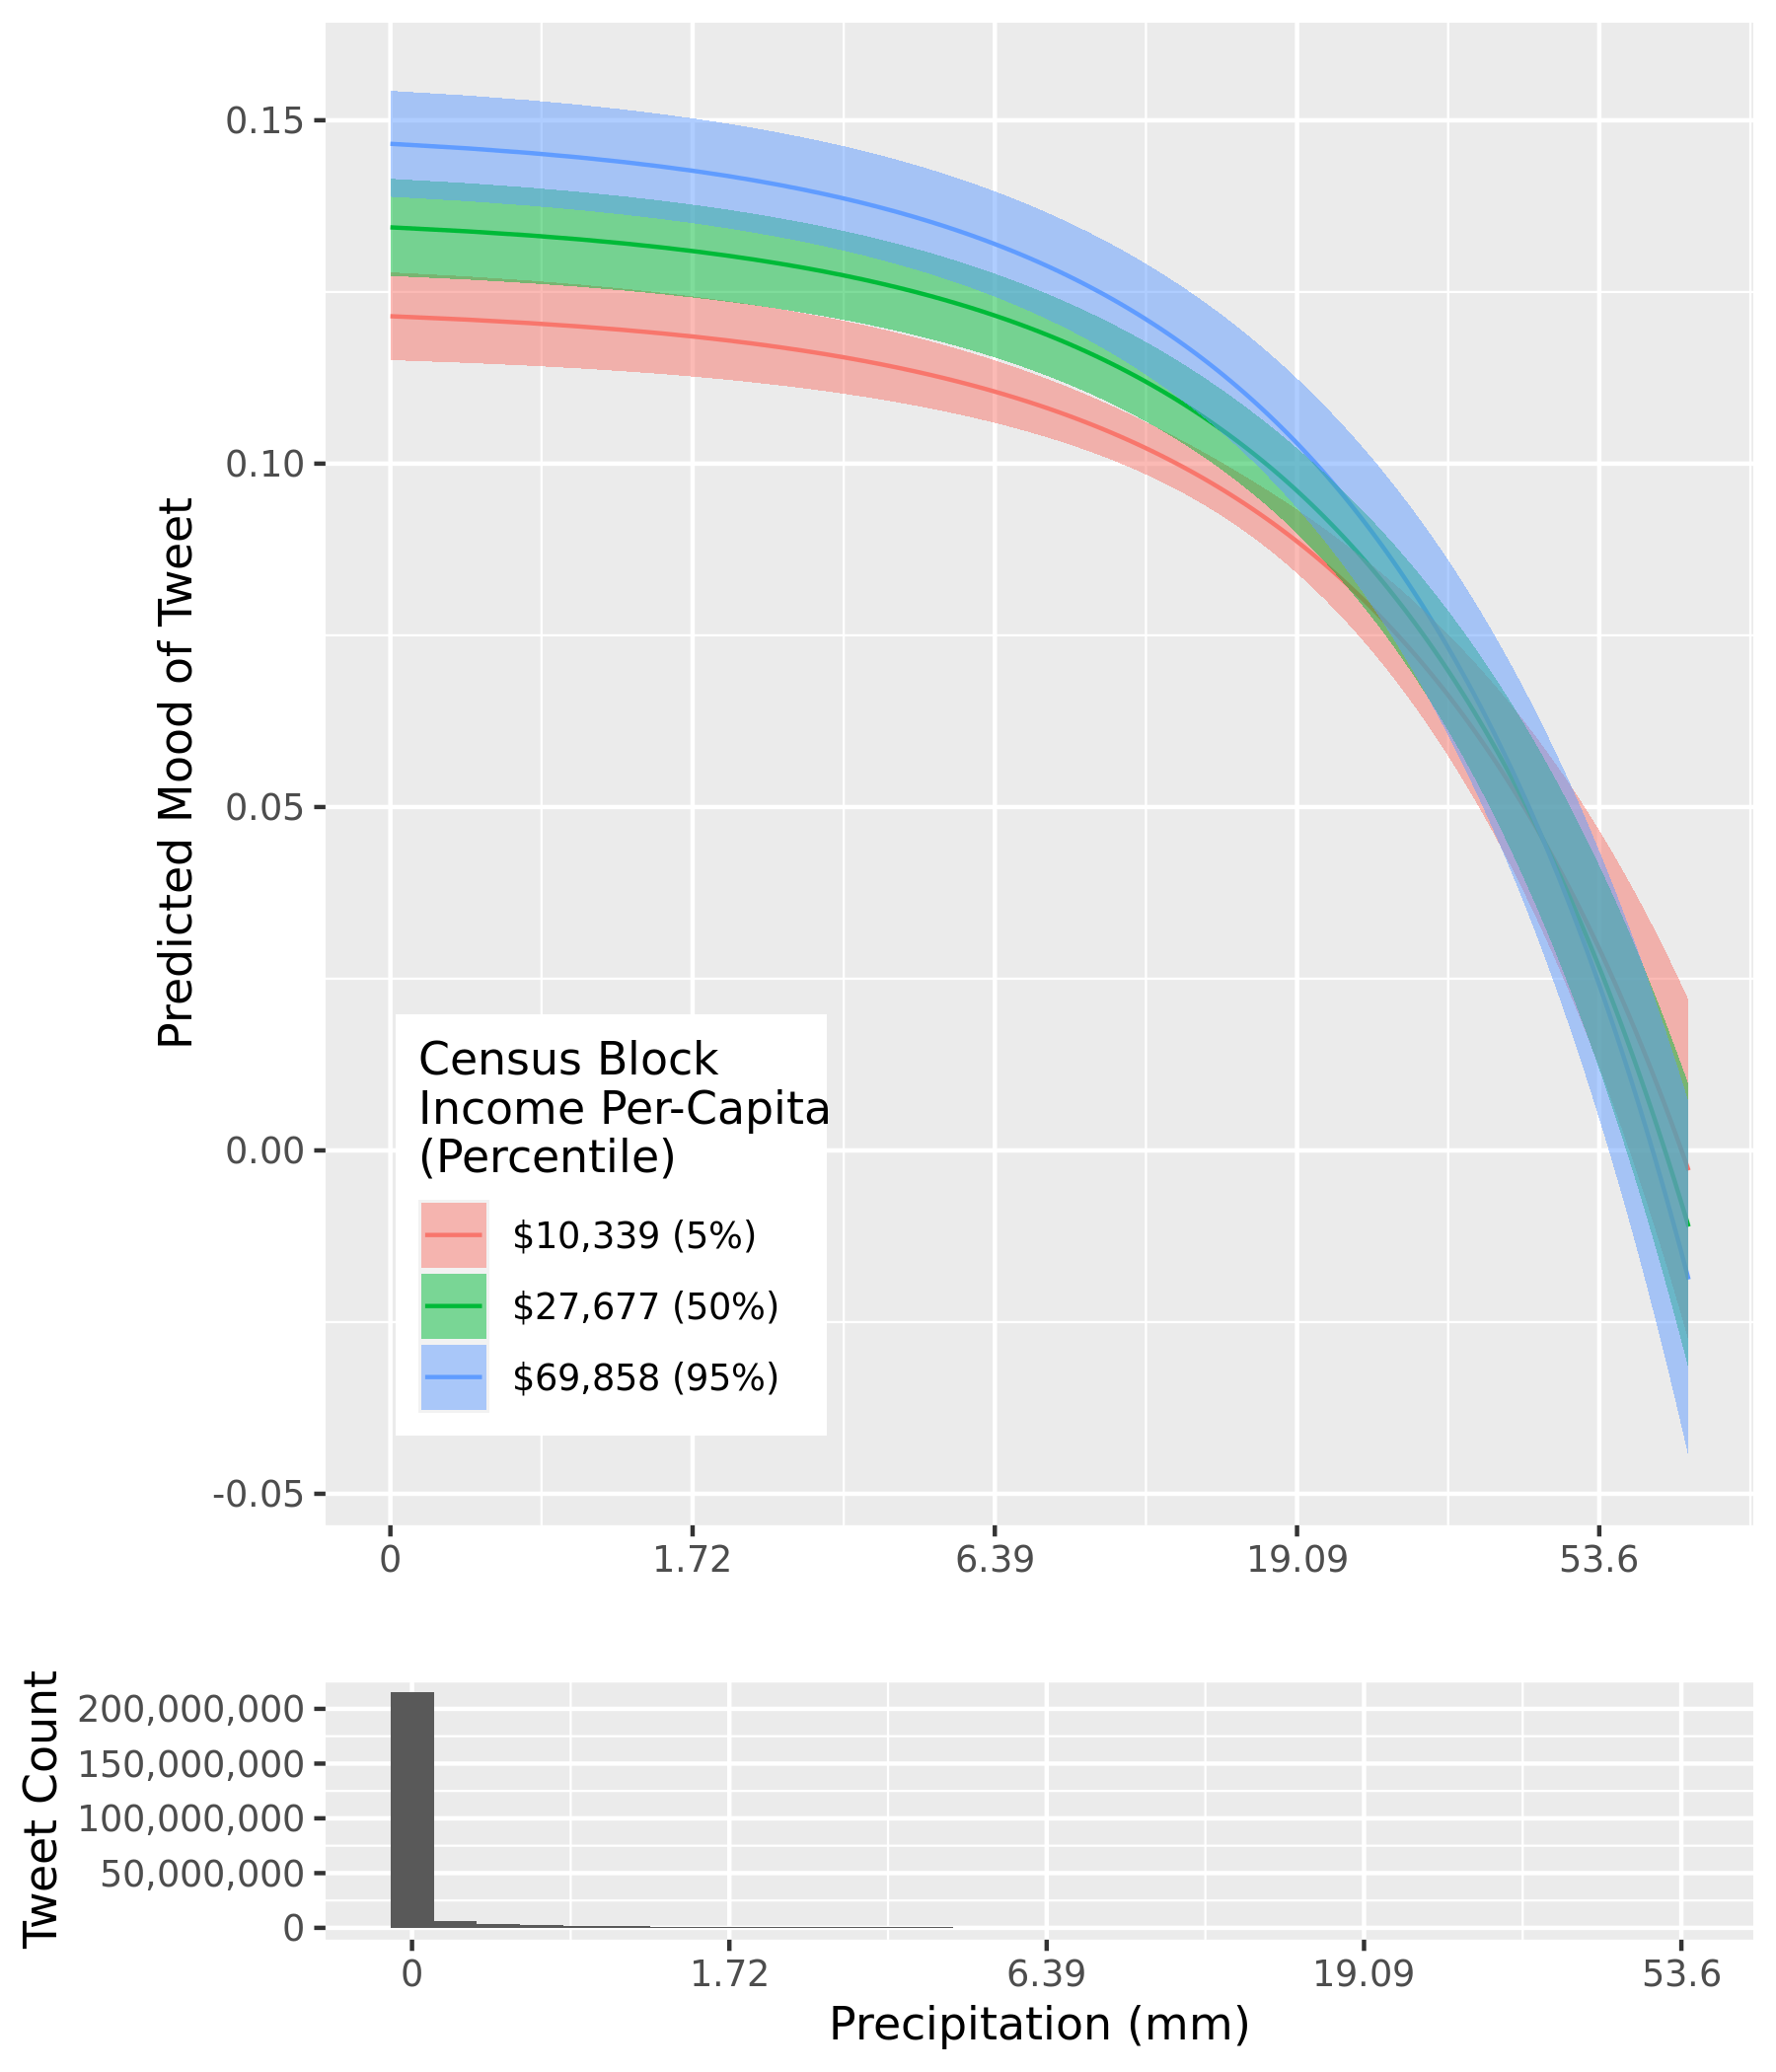 0.15
0.10
0.05
0.00
-0.05
Predicted Mood of Tweet
Census Block
Income Per-Capita
(Percentile)
$10,339 (5%)
$27,677 (50%)
$69,858 (95%)
0 1.72 6.39 19.09 53.6
Tweet Count
200,000,000
150,000,000
100,000,000
50,000,000
0
0 1.72 6.39 19.09 53.6
Precipitation (mm)